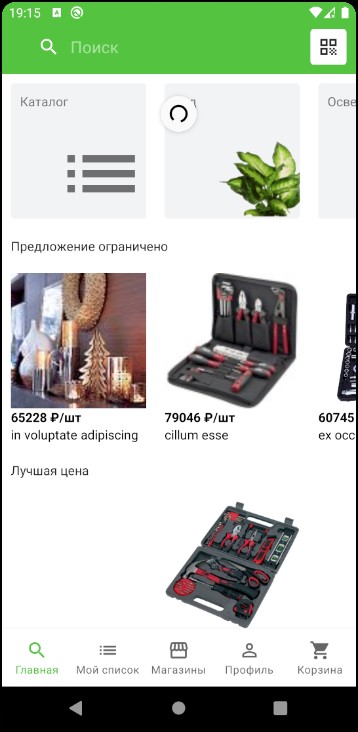 19:15
Поиск
Каталог
Осве
Предложение ограничено
65228 ₽/шт
79046 ₽/шт
60745
in voluptate adipiscing
cillum esse
ex occ
Лучшая цена
Главная
Мой список
Магазины
Профиль
Корзина